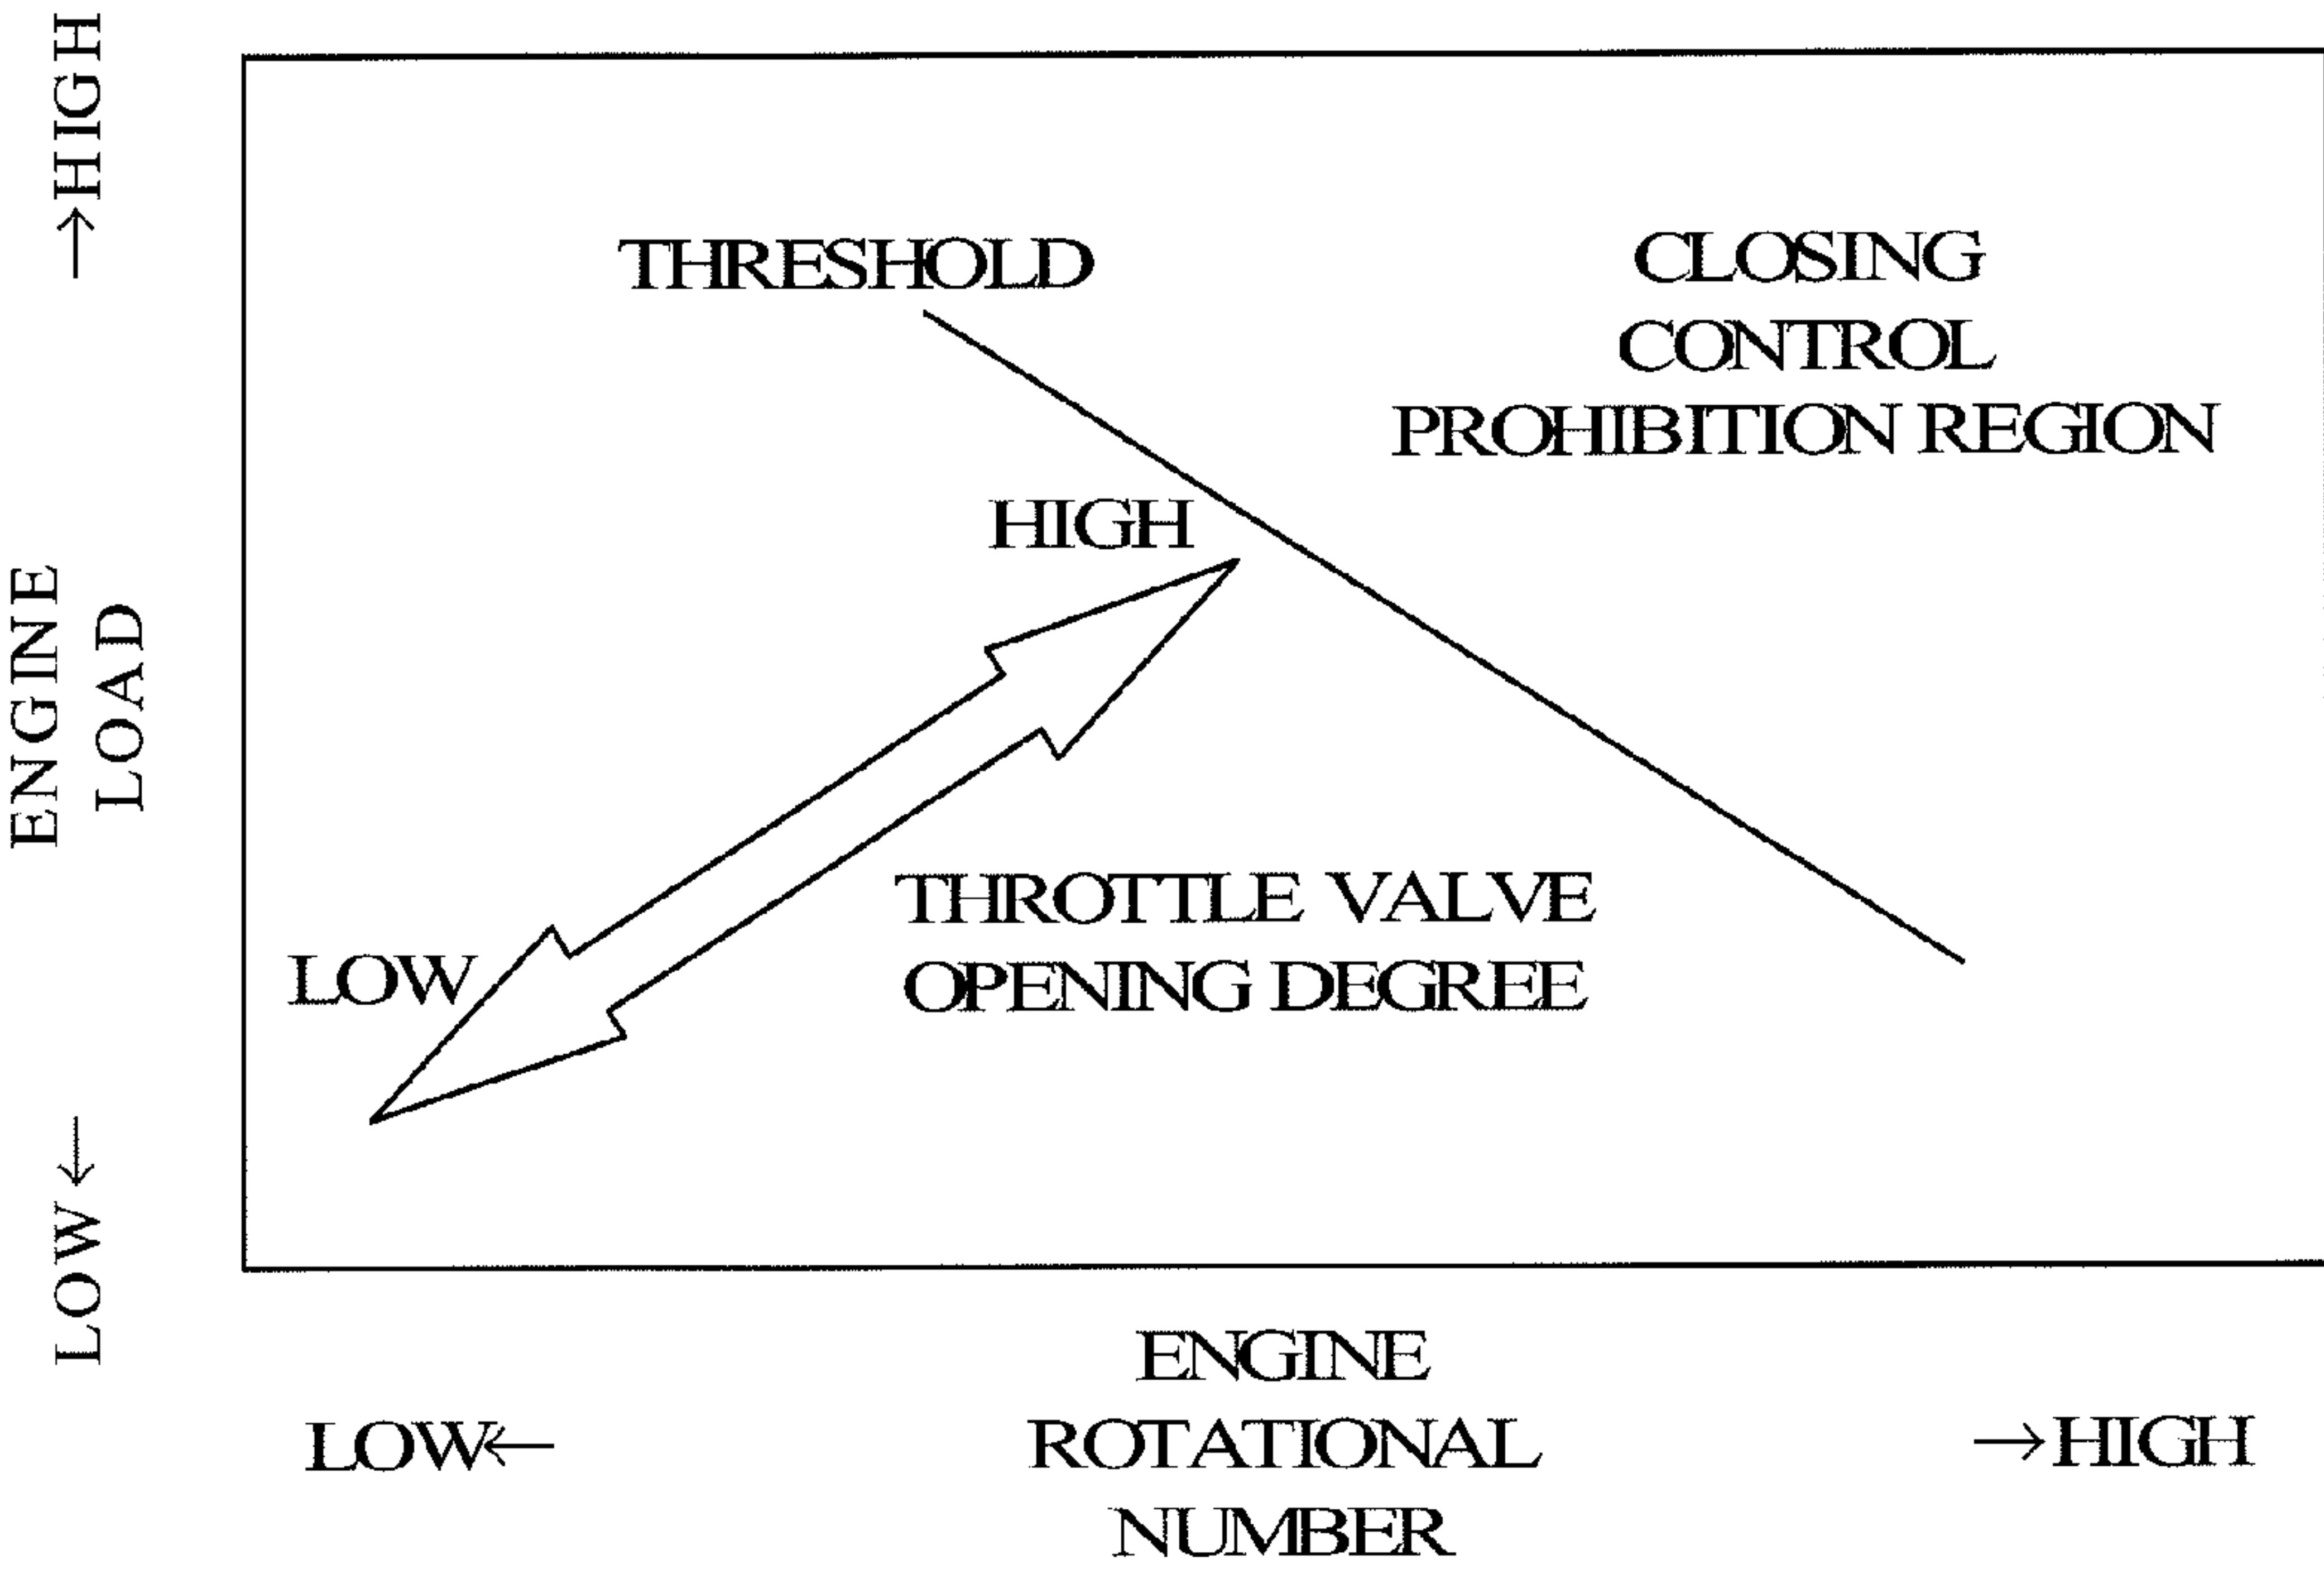 →HIGH
ENGINE
LOAD
LOW←
THRESHOLD
CLOSING
CONTROL
PROHIBITION REGION
HIGH
LOW
THROTTLE VALVE
OPENING DEGREE
ENGINE
ROTATIONAL
NUMBER
LOW←
→HIGH